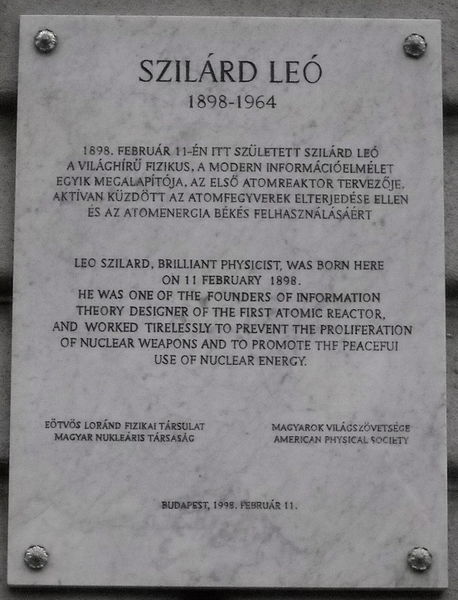 SZILÁRD LEÓ
1898-1964
1898. FEBRUÁR 11-ÉN ITT SZÜLETETT SZILÁRD LEÓ
A VILÁGHÍRŰ FIZIKUS, A MODERN INFORMÁCIÓELMÉLET
EGYIK MEGALAPÍTÓJA, AZ ELSŐ ATOMREAKTOR TERVEZŐJE,
AKTÍVAN KÜZDÖTT AZ ATOMFEGYVEREK ELTERJEDÉSE ELLEN
ÉS AZ ATOMENERGIA BÉKÉS FELHASZNÁLÁSÁÉRT
LEO SZILARD, BRILLIANT PHYSICIST, WAS BORN HERE
ON 11 FEBRUARY 1898.
HE WAS ONE OF THE FOUNDERS OF INFORMATION
THEORY DESIGNER OF THE FIRST ATOMIC REACTOR,
AND WORKED TIRELESSLY TO PREVENT THE PROLIFERATION
OF NUCLEAR WEAPONS AND TO PROMOTE THE PEACEFUL
USE OF NUCLEAR ENERGY.
EÖTVÖS LORÁND FIZIKAI TÁRSULAT
MAGYAR NUKLEÁRIS TÁRSASÁG
MAGYAROK VILÁGSZÖVETSÉGE
AMERICAN PHYSICAL SOCIETY
BUDAPEST, 1998. FEBRUÁR 11.